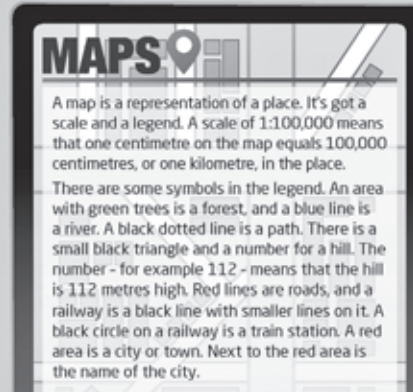 MAPS
A map is a representation of a place. It's got a
scale and a legend. A scale of 1:100,000 means
that one centimetre on the map equals 100,000
centimetres, or one kilometre, in the place.
There are some symbols in the legend. An area
with green trees is a forest, and a blue line is
a river. A black dotted line is a path. There is a
small black triangle and a number for a hill. The
number - for example 112 - means that the hill
is 112 metres high. Red lines are roads, and a
railway is a black line with smaller lines on it. A
black circle on a railway is a train station. A red
area is a city or town. Next to the red area is
the name of the city.